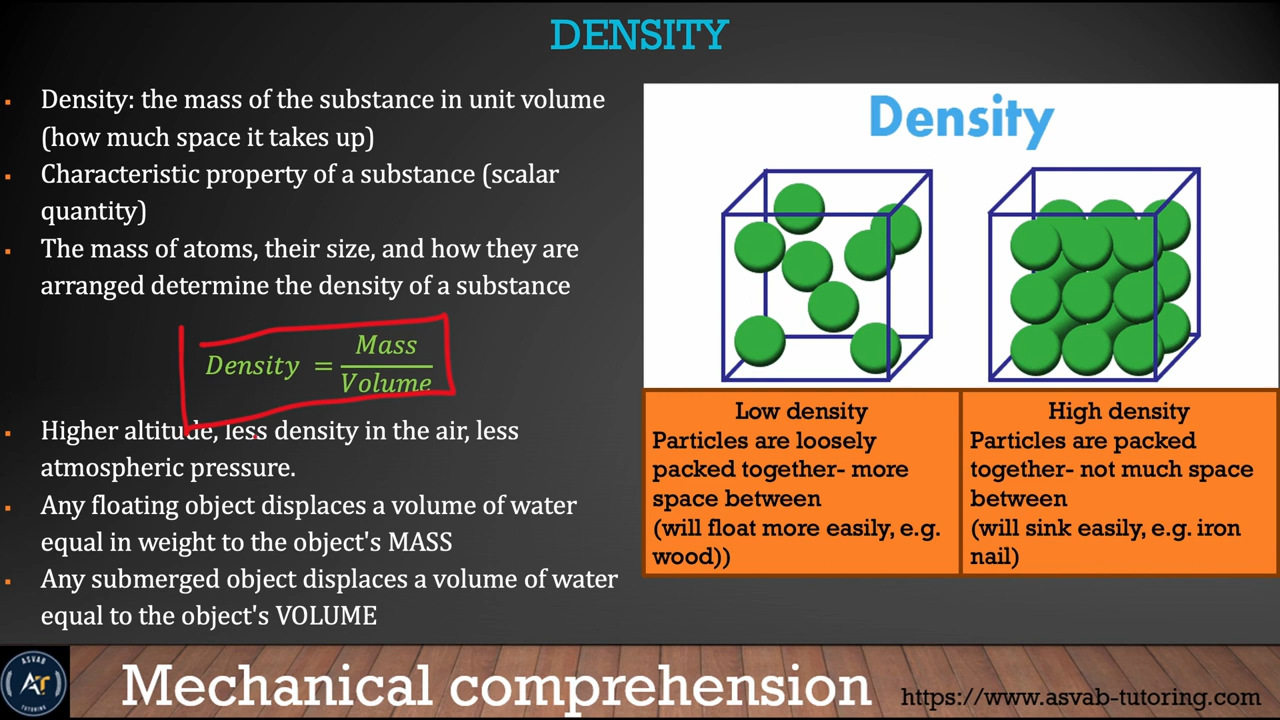 DENSITY
▪ Density: the mass of the substance in unit volume
(how much space it takes up)
▪ Characteristic property of a substance (scalar
quantity)
▪ The mass of atoms, their size, and how they are
arranged determine the density of a substance
Density = Mass
Volume
▪ Higher altitude, less density in the air, less
atmospheric pressure.
▪ Any floating object displaces a volume of water
equal in weight to the object's MASS
▪ Any submerged object displaces a volume of water
equal to the object's VOLUME
Density
Low density
Particles are loosely
packed together- more
space between
(will float more easily, e.g.
wood))
High density
Particles are packed
together- not much space
between
(will sink easily, e.g. iron
nail)
ASVAB
AT
TUTORING
Mechanical comprehension
https://www.asvab-tutoring.com